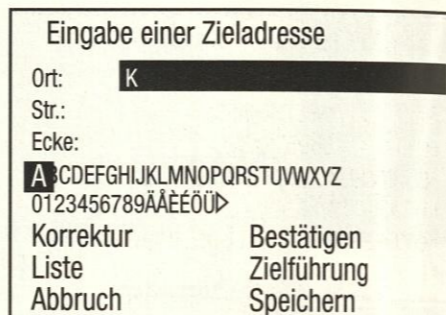 Eingabe einer Zieladresse
Ort: K
Str.:
Ecke:
ABCDEFGHIJKLMNOPQRSTUVWXYZ
0123456789ÄÅÈÉÖÜ▷
Korrektur Bestätigen
Liste Zielführung
Abbruch Speichern